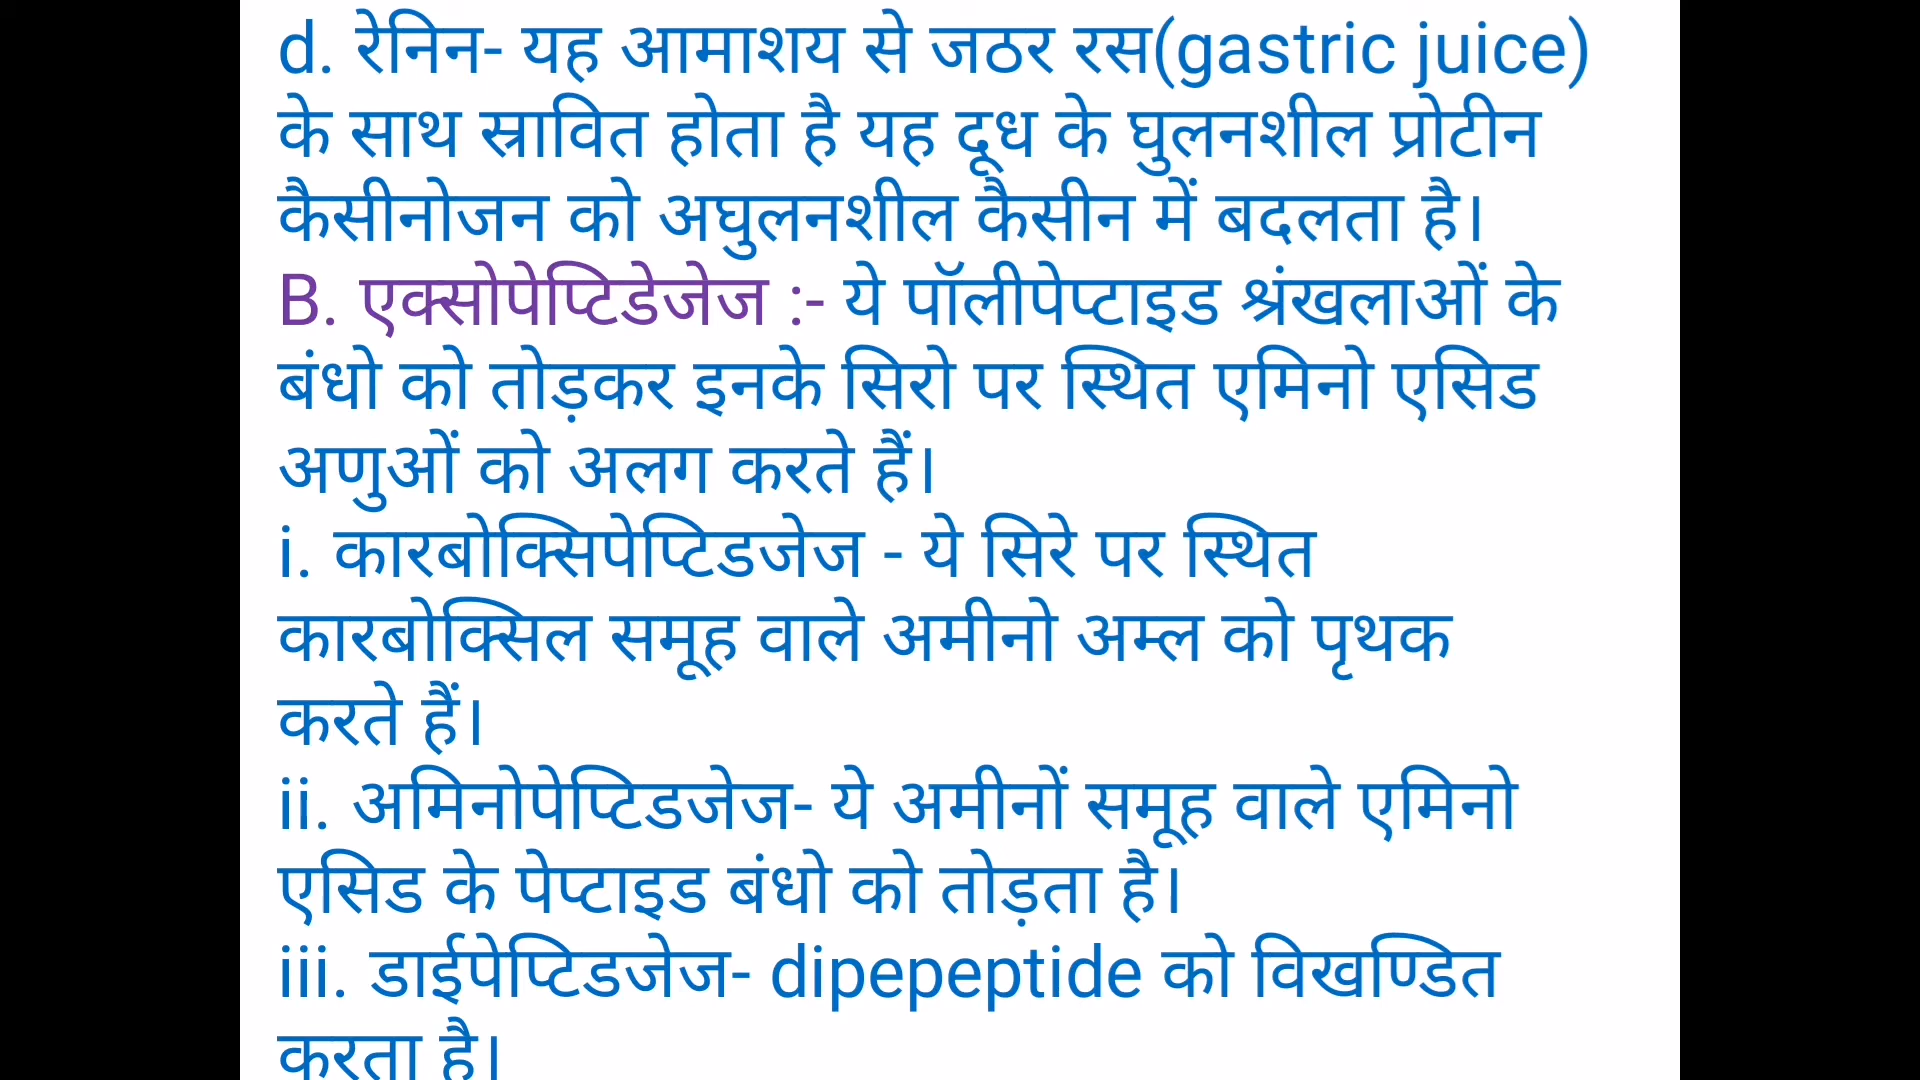 d. रेनिन- यह आमाशय से जठर रस(gastric juice)
के साथ स्रावित होता है यह दूध के घुलनशील प्रोटीन
कैसीनोजन को अघुलनशील कैसीन में बदलता है।
B. एक्सोपेप्टिडेजेज :- ये पॉलीपेप्टाइड श्रंखलाओं के
बंधो को तोड़कर इनके सिरो पर स्थित एमिनो एसिड
अणुओं को अलग करते हैं।
i. कारबोक्सिपेप्टिडजेज - ये सिरे पर स्थित
कारबोक्सिल समूह वाले अमीनो अम्ल को पृथक
करते हैं।
ii. अमिनोपेप्टिडजेज- ये अमीनों समूह वाले एमिनो
एसिड के पेप्टाइड बंधो को तोड़ता है।
iii. डाईपेप्टिडजेज- dipepeptide को विखण्डित
करता है।